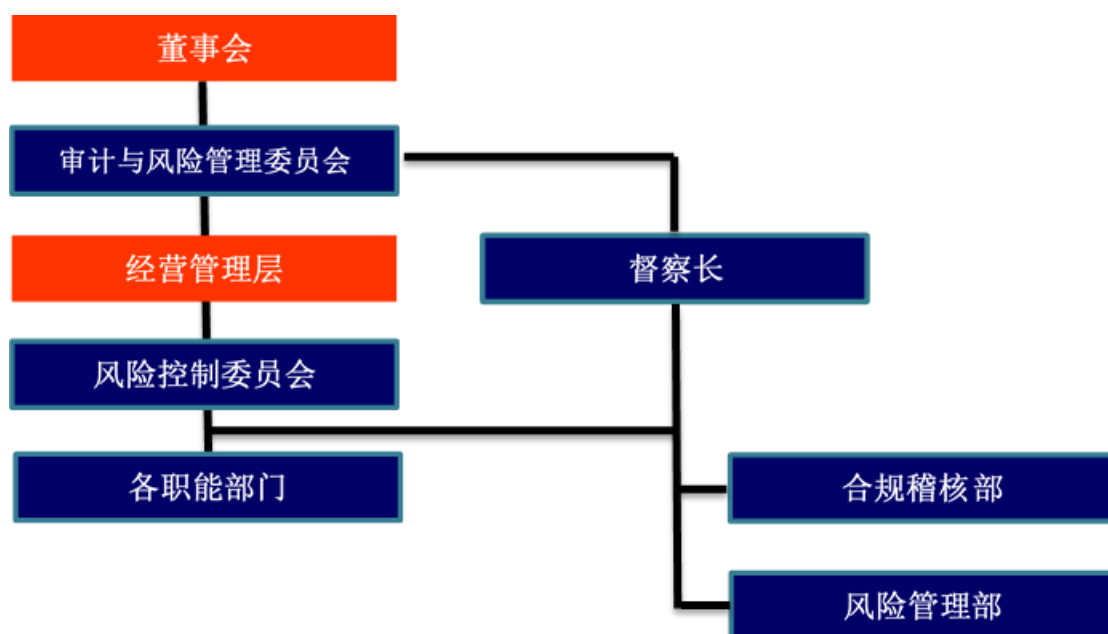 董事会
审计与风险管理委员会
经营管理层
督察长
风险控制委员会
各职能部门
合规稽核部
风险管理部